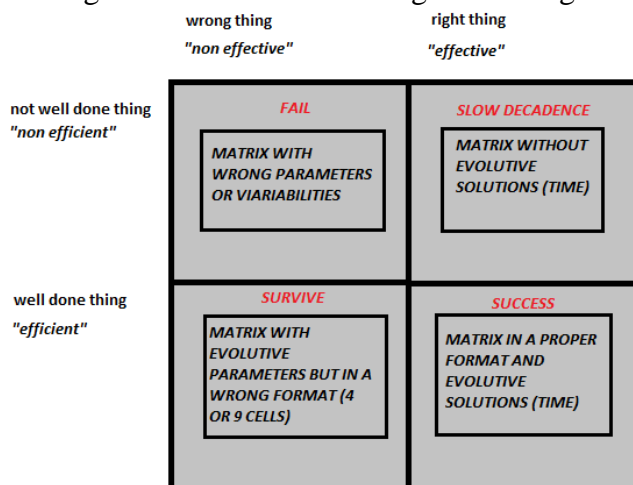 wrong thing
"non effective"
right thing
"effective"
not well done thing
"non efficient"
FAIL
MATRIX WITH
WRONG PARAMETERS
OR VIARIABILITIES
SLOW DECADENCE
MATRIX WITHOUT
EVOLUTIVE
SOLUTIONS (TIME)
well done thing
"efficient"
SURVIVE
MATRIX WITH
EVOLUTIVE
PARAMETERS BUT IN A
WRONG FORMAT (4
OR 9 CELLS)
SUCCESS
MATRIX IN A PROPER
FORMAT AND
EVOLUTIVE
SOLUTIONS (TIME)